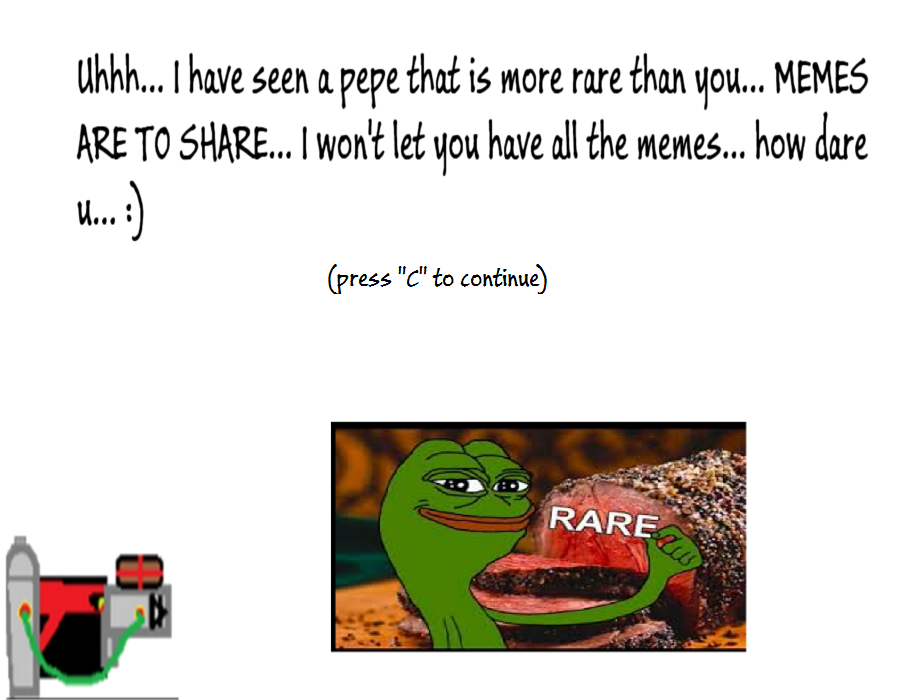 Uhhh... I have seen a pepe that is more rare than you... MEMES
ARE TO SHARE... I won't let you have all the memes... how dare
u... :)
(press "C" to continue)
RARE